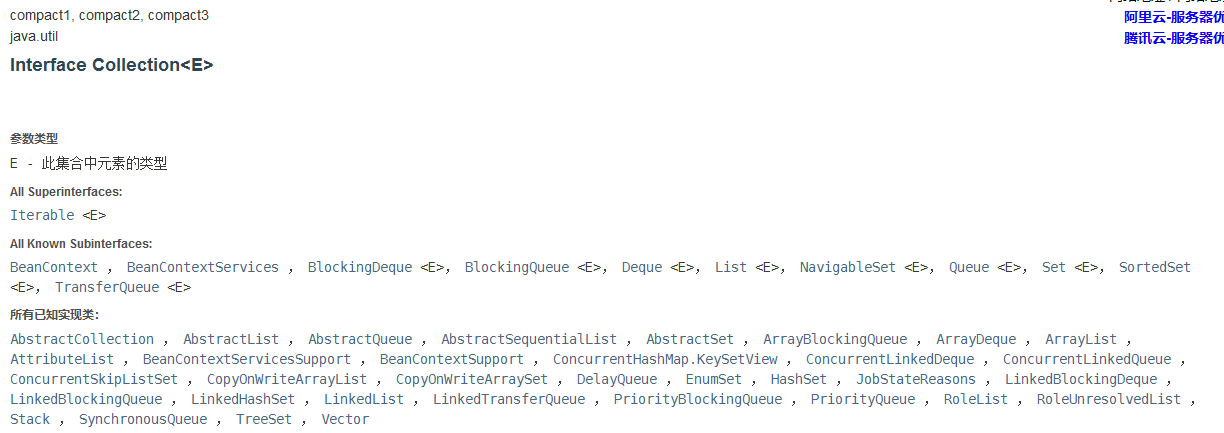 compact1, compact2, compact3
阿里云-服务器优
java.util
腾讯云-服务器优
Interface Collection<E>
参数类型
E - 此集合中元素的类型
All Superinterfaces:
Iterable <E>
All Known Subinterfaces:
BeanContext , BeanContextServices , BlockingDeque <E>, BlockingQueue <E>, Deque <E>, List <E>, NavigableSet <E>, Queue <E>, Set <E>, SortedSet
<E>, TransferQueue <E>
所有已知实现类:
AbstractCollection , AbstractList , AbstractQueue , AbstractSequentialList , AbstractSet , ArrayBlockingQueue , ArrayDeque , ArrayList ,
AttributeList , BeanContextServicesSupport , BeanContextSupport , ConcurrentHashMap.KeySetView , ConcurrentLinkedDeque , ConcurrentLinkedQueue ,
ConcurrentSkipListSet , CopyOnWriteArrayList , CopyOnWriteArraySet , DelayQueue , EnumSet , HashSet , JobStateReasons , LinkedBlockingDeque ,
LinkedBlockingQueue , LinkedHashSet , LinkedList , LinkedTransferQueue , PriorityBlockingQueue , PriorityQueue , RoleList , RoleUnresolvedList ,
Stack , SynchronousQueue , TreeSet , Vector